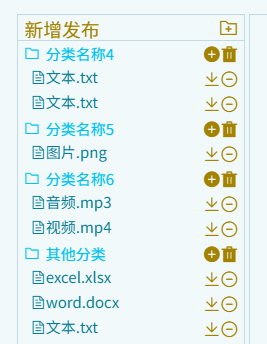 新增发布
分类名称4
文本.txt
文本.txt
分类名称5
图片.png
分类名称6
音频.mp3
视频.mp4
其他分类
excel.xlsx
word.docx
文本.txt